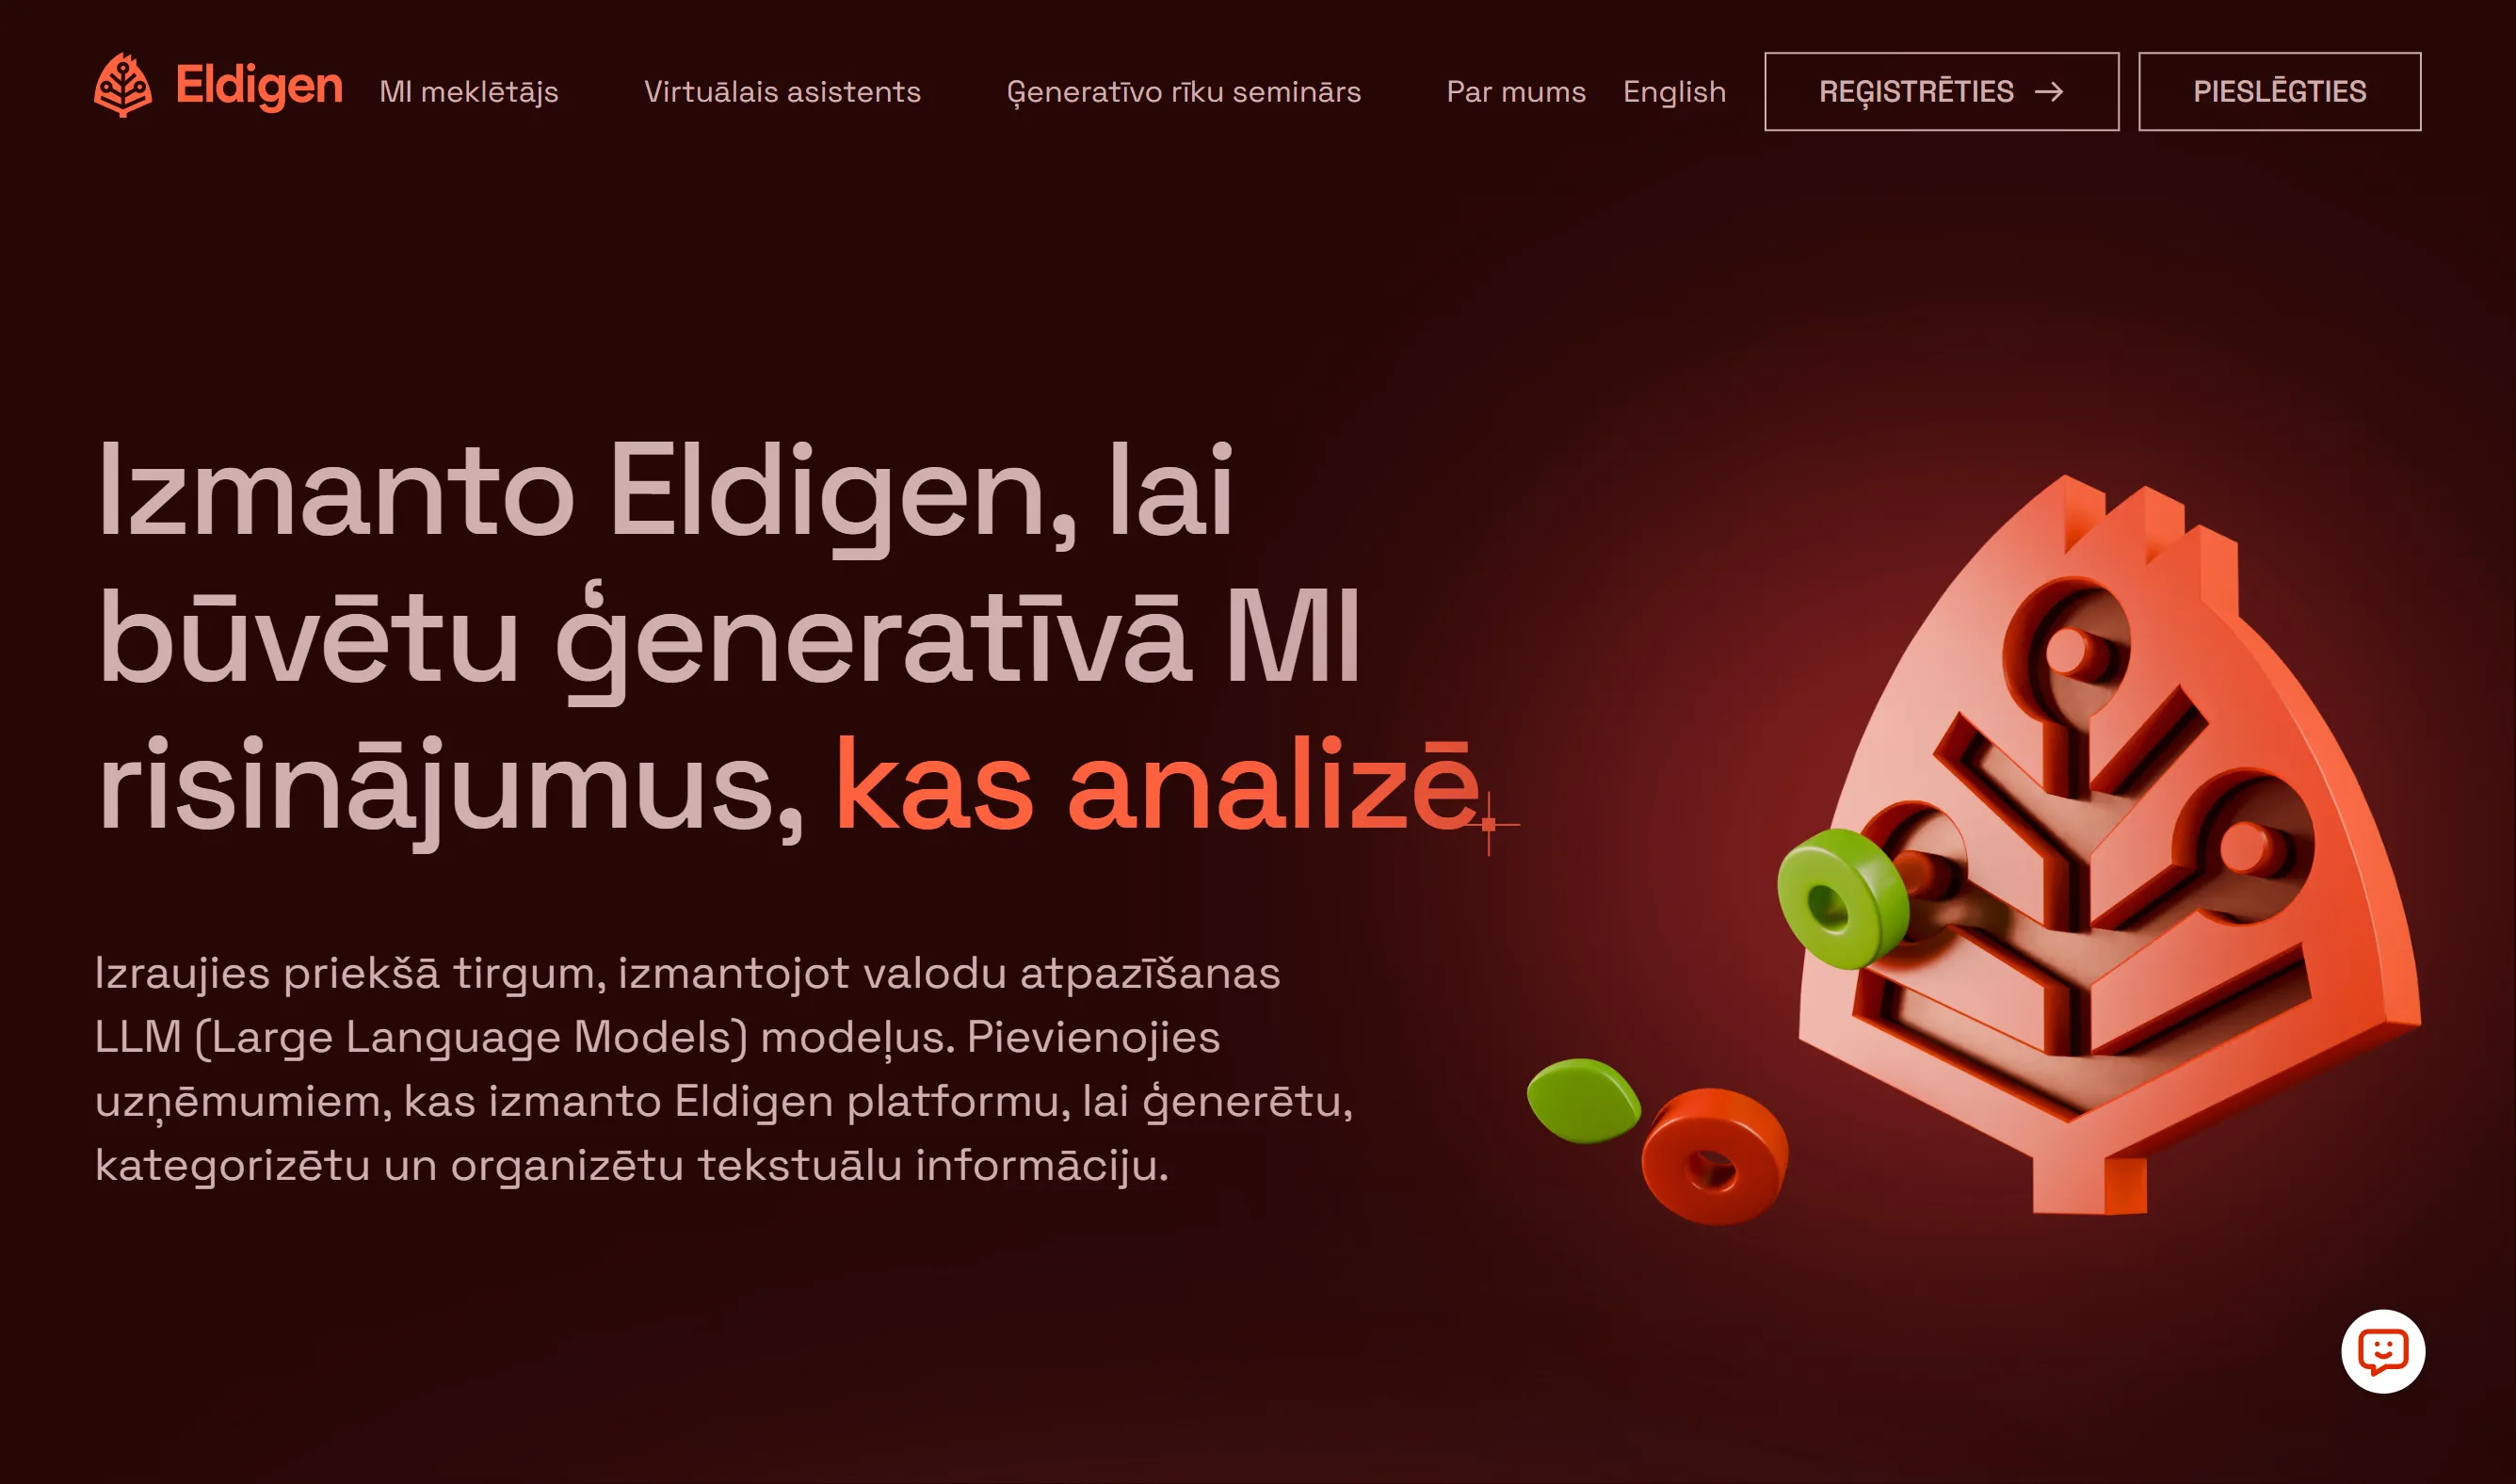 Eldigen
MI meklētājs
Virtuālais asistents
Ģeneratīvo rīku seminārs
Par mums
English
REĢISTRĒTIES →
PIESLĒGTIES
Izmanto Eldigen, lai
būvētu ģeneratīvā MI
risinājumus, kas analizē
Izraujies priekšā tirgum, izmantojot valodu atpazīšanas
LLM (Large Language Models) modeļus. Pievienojies
uzņēmumiem, kas izmanto Eldigen platformu, lai ģenerētu,
kategorizētu un organizētu tekstuālu informāciju.